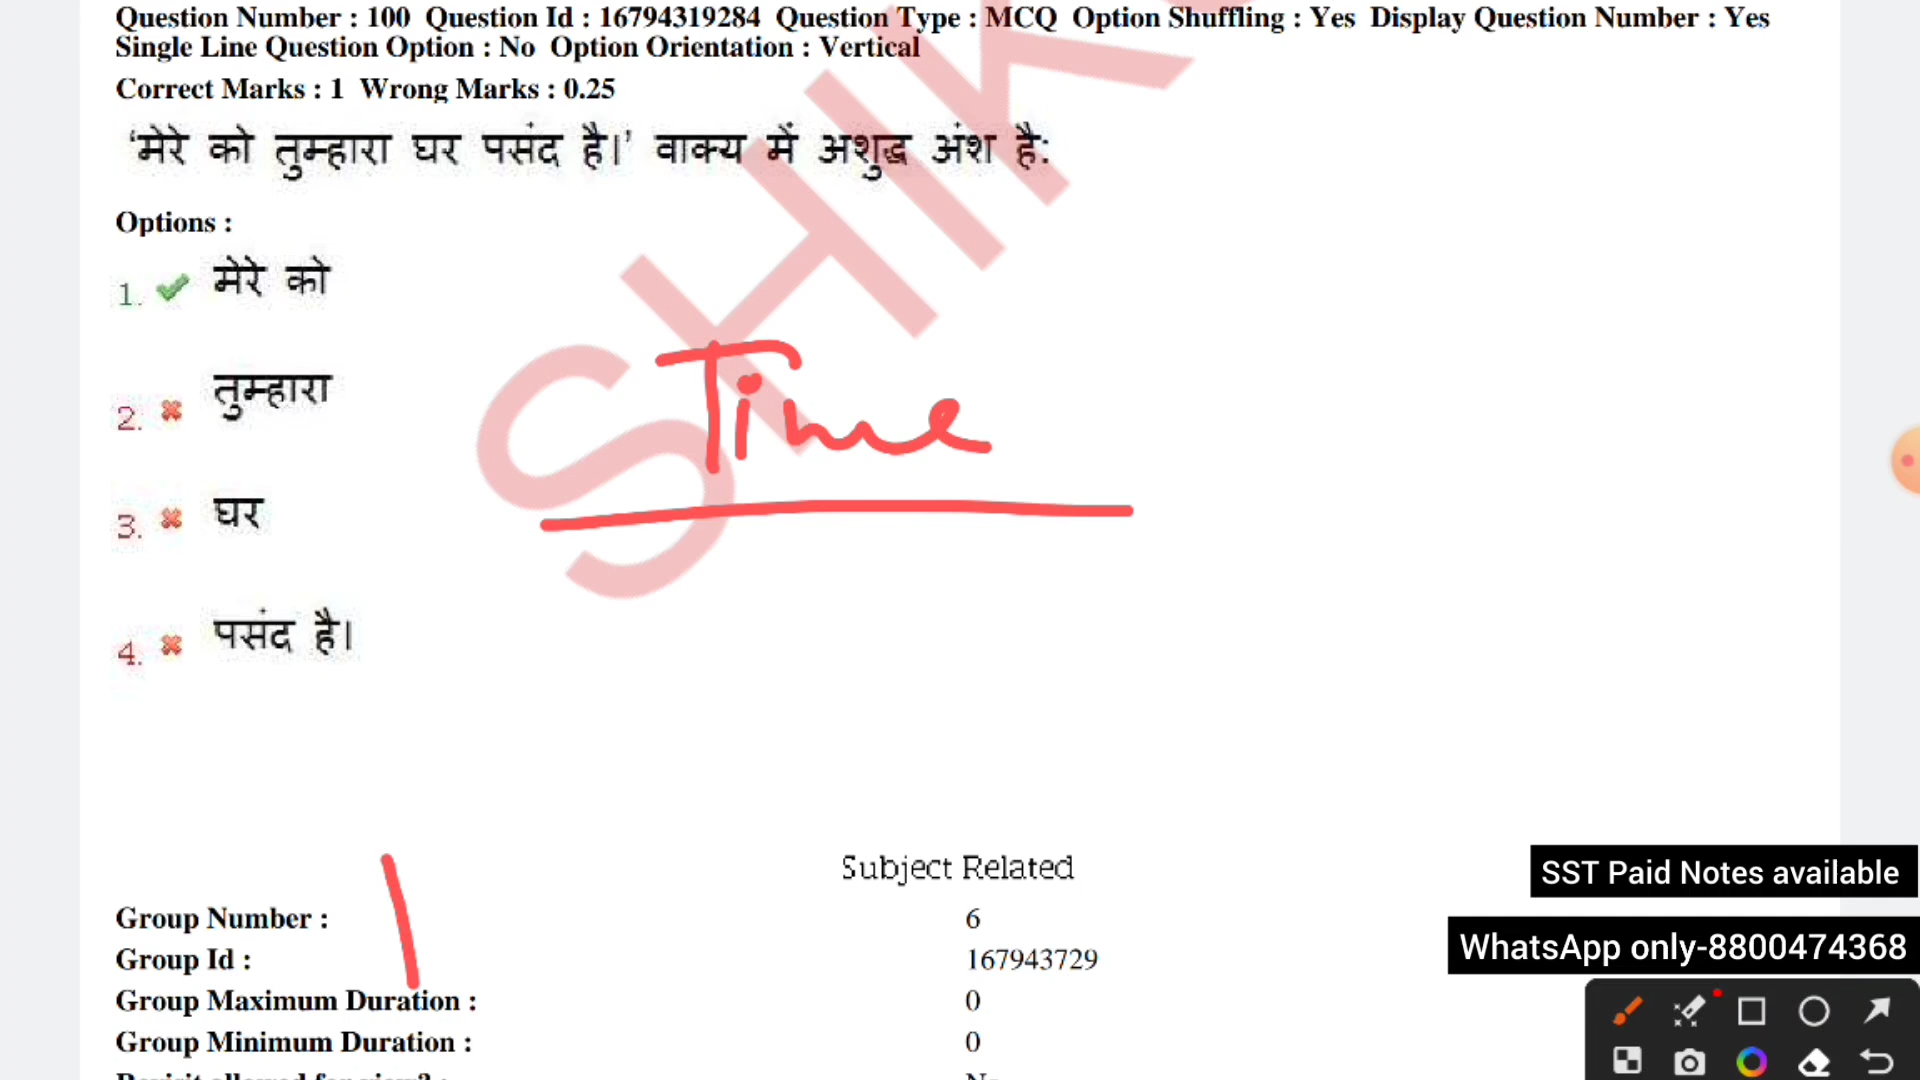 Question Number : 100 Question Id : 16794319284 Question Type : MCQ Option Shuffling : Yes Display Question Number : Yes
Single Line Question Option : No Option Orientation : Vertical
Correct Marks : 1 Wrong Marks : 0.25
‘मेरे को तुम्हारा घर पसंद है।’ वाक्य में अशुद्ध अंश है:
Options :
1. मेरे को
2. तुम्हारा
3. घर
4. पसंद है।
SHIK
Time
Subject Related
Group Number : 6
Group Id : 167943729
Group Maximum Duration : 0
Group Minimum Duration : 0
SST Paid Notes available
WhatsApp only-8800474368